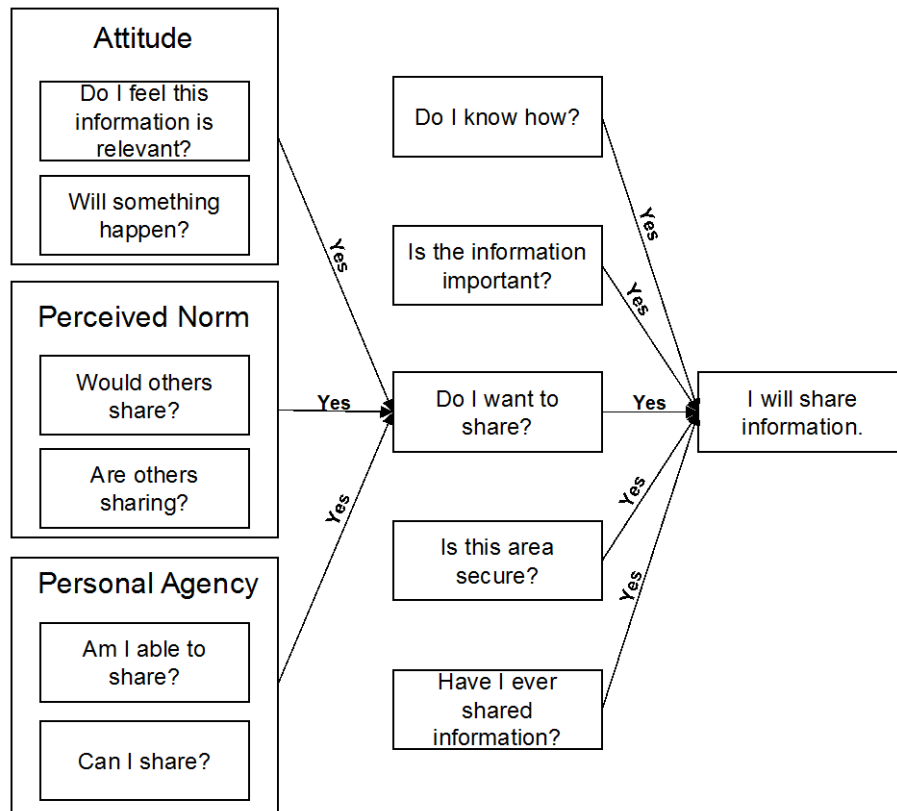 Attitude
Do I feel this
information is
relevant?
Will something
happen?
Yes
Perceived Norm
Would others
share?
Are others
sharing?
Yes
Personal Agency
Am I able to
share?
Can I share?
Yes
Do I know how?
Yes
Is the information
important?
Yes
Do I want to
share?
Yes
Is this area
secure?
Yes
Have I ever
shared
information?
Yes
I will share
information.